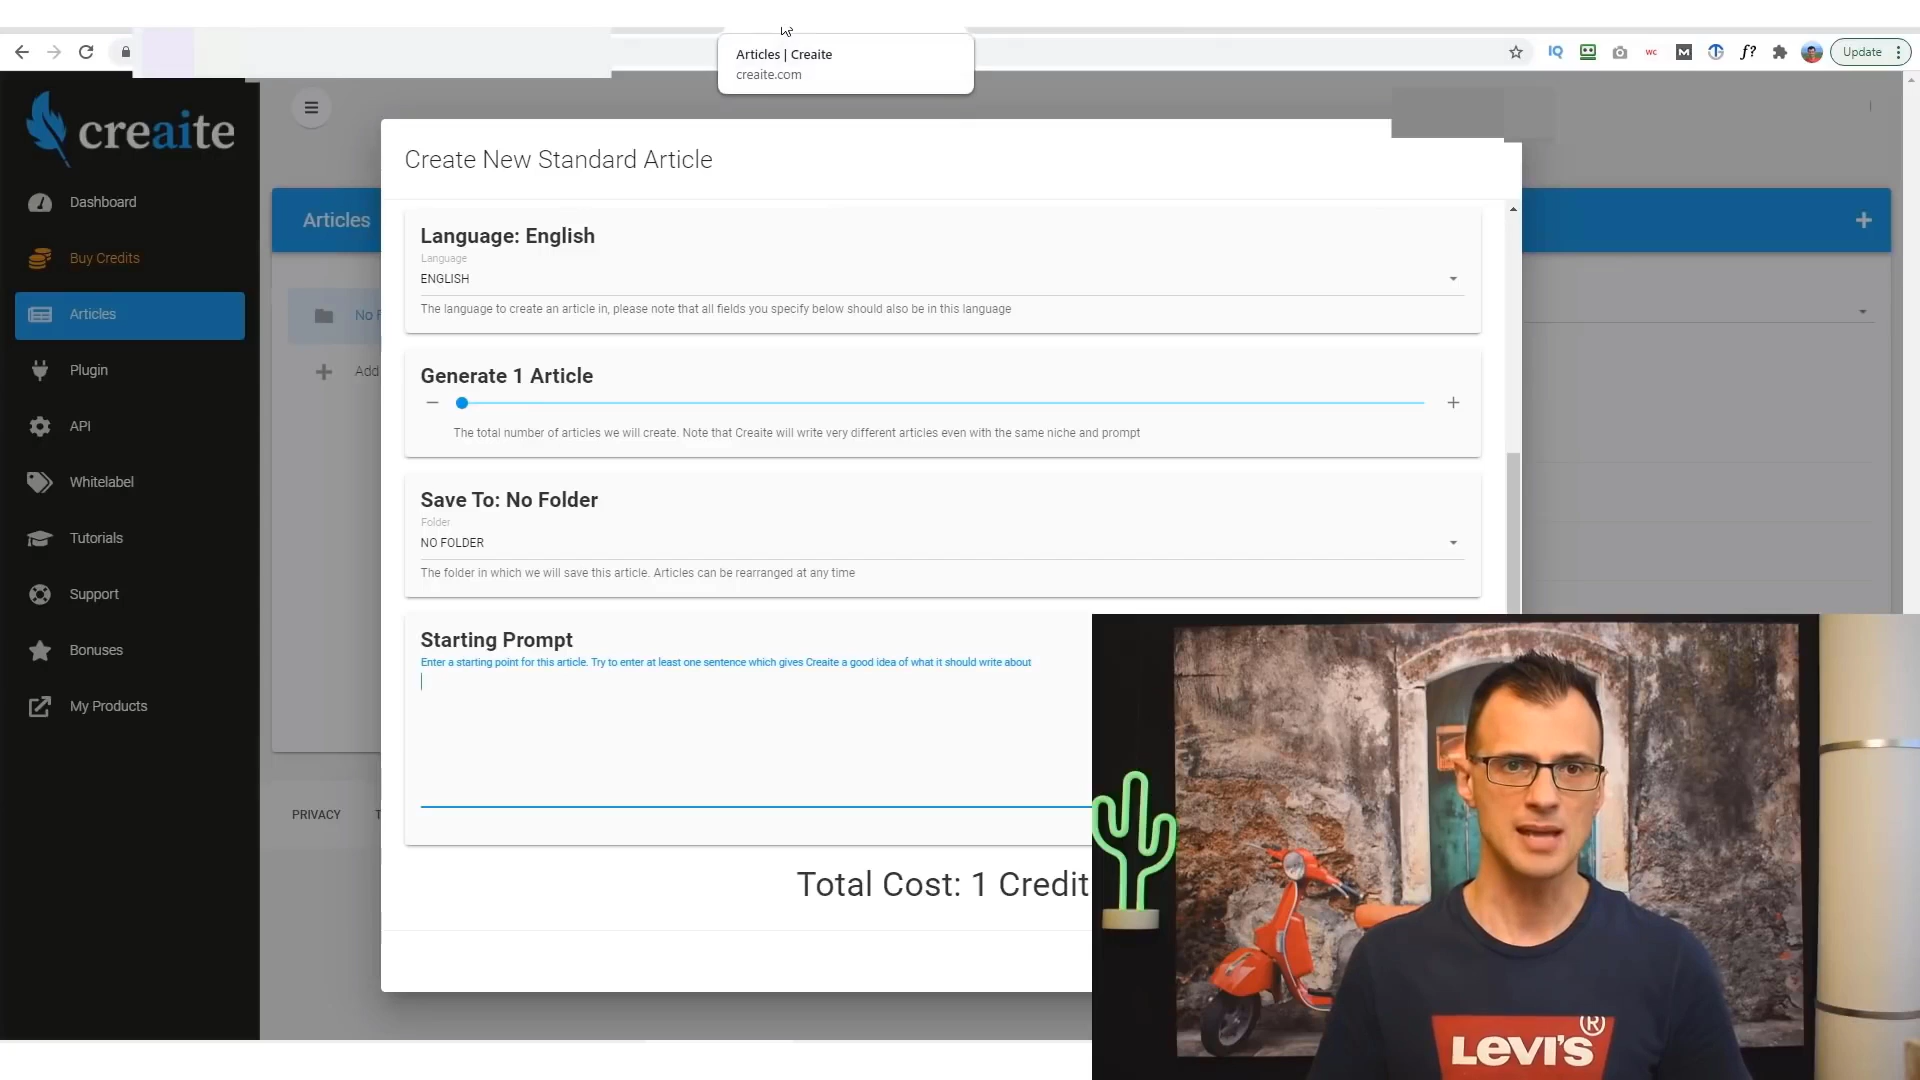 Articles | Creaite
creaite.com
IQ
wc
M
f?
Update
creaite
Create New Standard Article
Dashboard
Buy Credits
Articles
Plugin
API
Whitelabel
Tutorials
Support
Bonuses
My Products
Articles
No F
Add
PRIVACY
T
Language: English
Language
ENGLISH
The language to create an article in, please note that all fields you specify below should also be in this language
Generate 1 Article
The total number of articles we will create. Note that Creaite will write very different articles even with the same niche and prompt
Save To: No Folder
Folder
NO FOLDER
The folder in which we will save this article. Articles can be rearranged at any time
Starting Prompt
Enter a starting point for this article. Try to enter at least one sentence which gives Creaite a good idea of what it should write about
Total Cost: 1 Credit
LEVI'S®